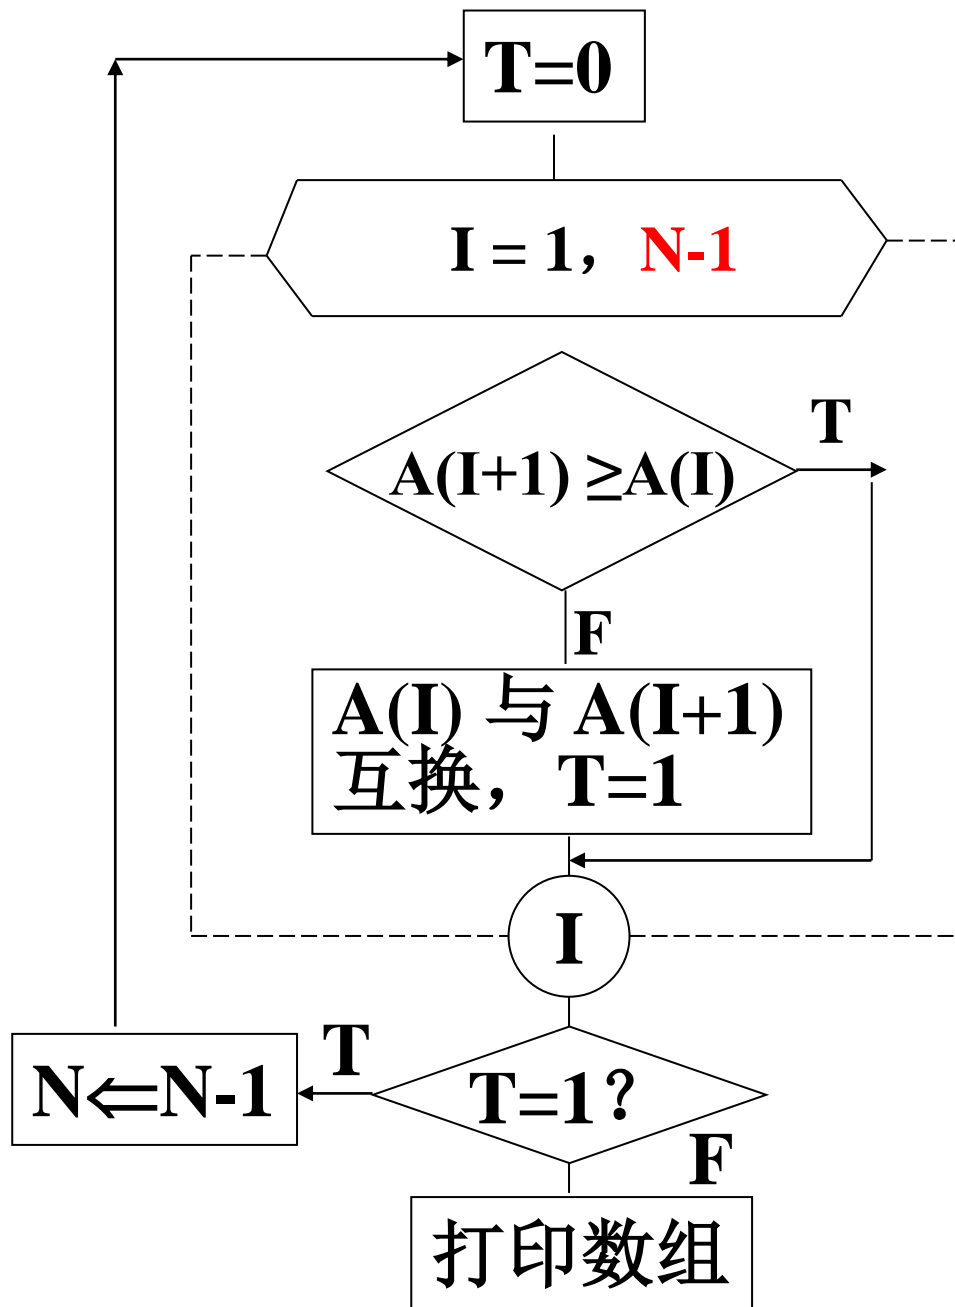 T=0
I = 1，N-1
T
A(I+1) ≥A(I)
F
A(I) 与 A(I+1)
互换，T=1
I
T
N⇐N-1
T=1？
F
打印数组